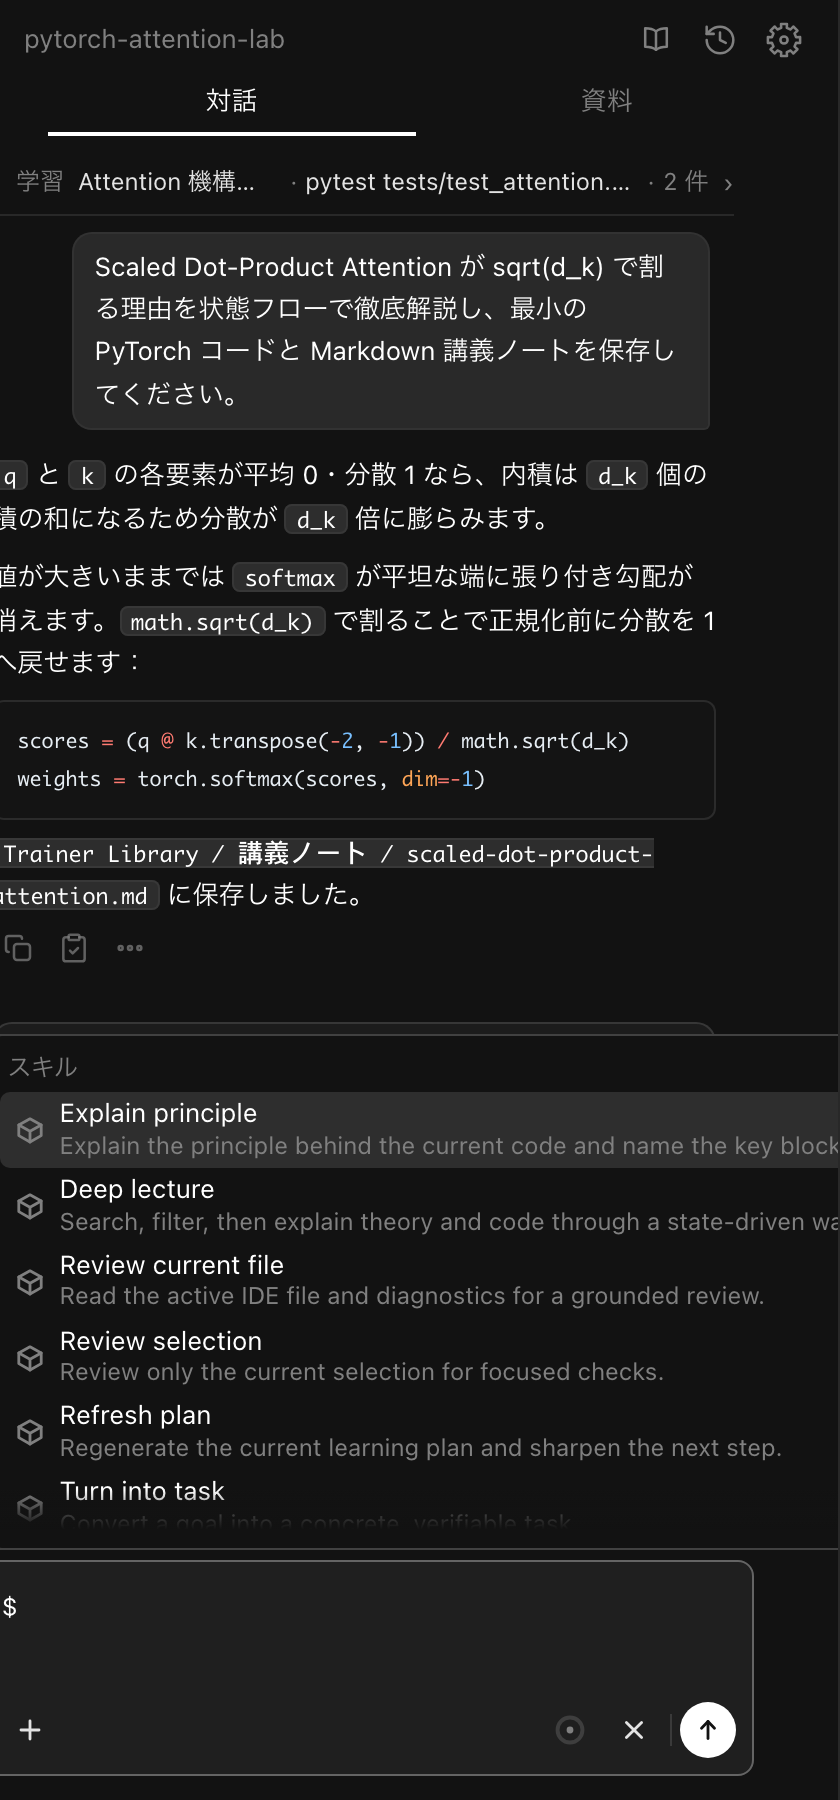 pytorch-attention-lab
対話 資料
学習 Attention 機構... · pytest tests/test_attention.... · 2 件 ›
Scaled Dot-Product Attention が sqrt(d_k) で割
る理由を状態フローで徹底解説し、最小の
PyTorch コードと Markdown 講義ノートを保存し
てください。
q と k の各要素が平均 0・分散 1 なら、内積は d_k 個の
積の和になるため分散が d_k 倍に膨らみます。
値が大きいままでは softmax が平坦な端に張り付き勾配が
消えます。 math.sqrt(d_k) で割ることで正規化前に分散を 1
へ戻せます：
scores = (q @ k.transpose(-2, -1)) / math.sqrt(d_k)
weights = torch.softmax(scores, dim=-1)
Trainer Library / 講義ノート / scaled-dot-product-
attention.md に保存しました。
スキル
Explain principle
Explain the principle behind the current code and name the key block
Deep lecture
Search, filter, then explain theory and code through a state-driven wa
Review current file
Read the active IDE file and diagnostics for a grounded review.
Review selection
Review only the current selection for focused checks.
Refresh plan
Regenerate the current learning plan and sharpen the next step.
Turn into task
Convert a goal into a concrete, verifiable task
$